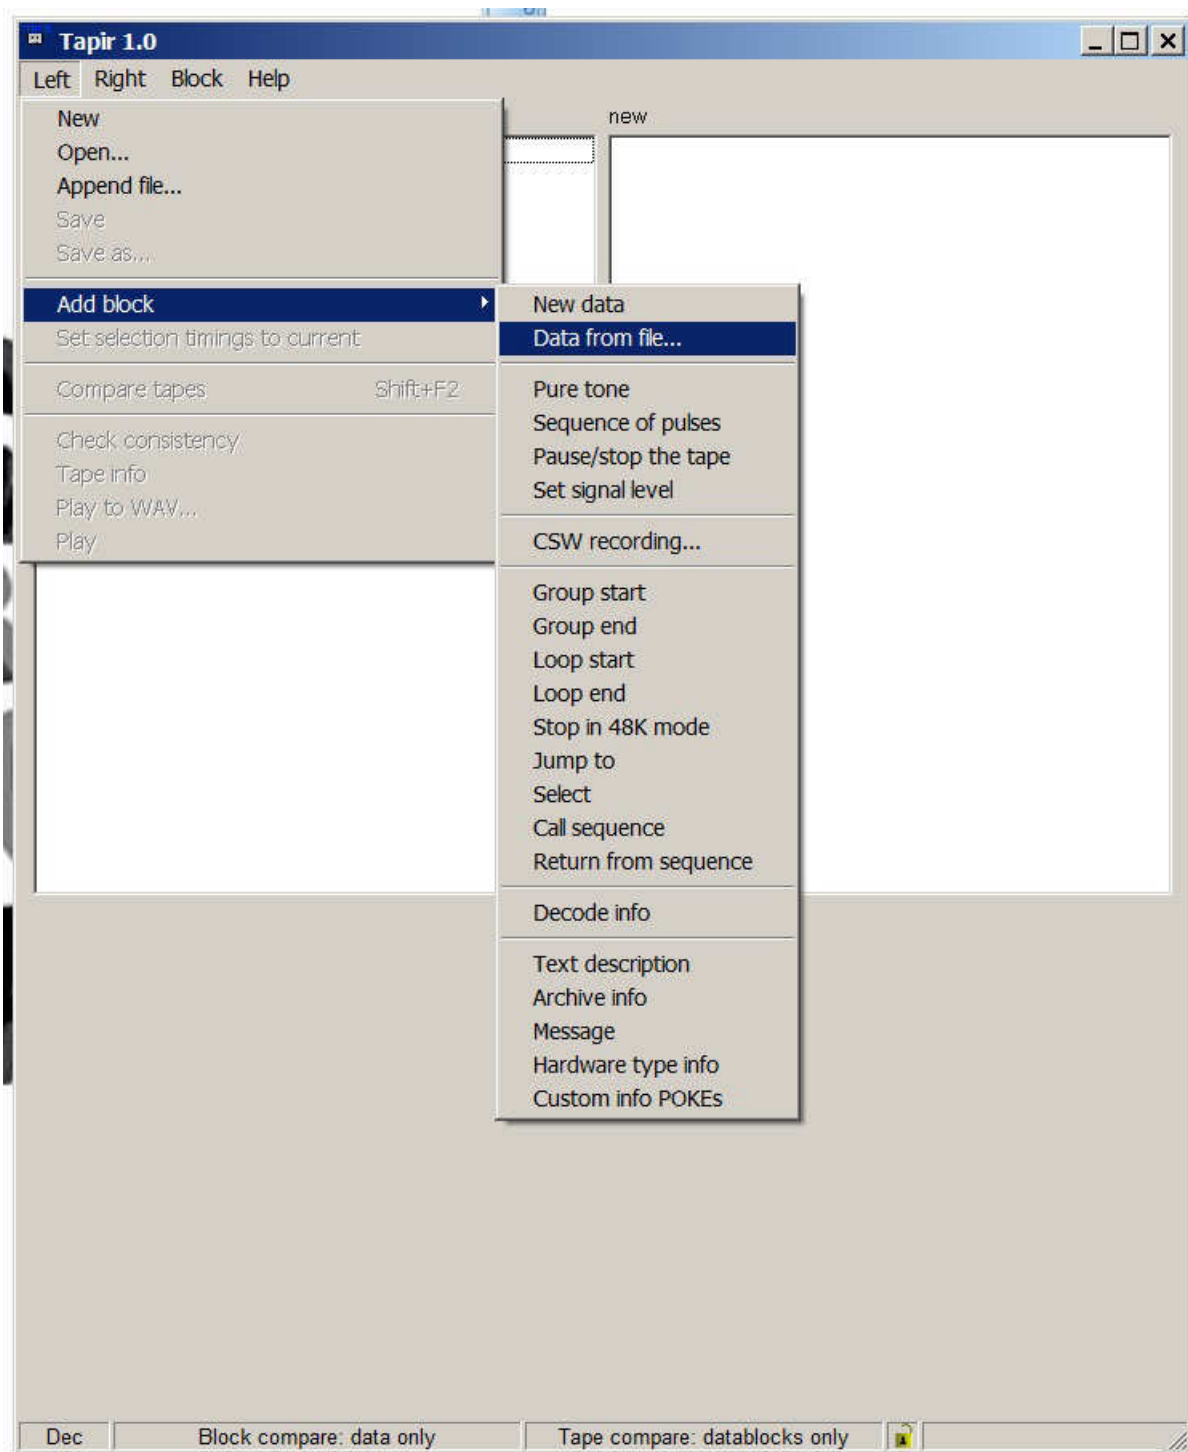 Tapir 1.0
Left Right Block Help
New
Open...
Append file...
Save
Save as...
Add block
Set selection timings to current
Compare tapes Shift+F2
Check consistency
Tape info
Play to WAV...
Play
new
New data
Data from file...
Pure tone
Sequence of pulses
Pause/stop the tape
Set signal level
CSW recording...
Group start
Group end
Loop start
Loop end
Stop in 48K mode
Jump to
Select
Call sequence
Return from sequence
Decode info
Text description
Archive info
Message
Hardware type info
Custom info POKEs
Dec Block compare: data only Tape compare: datablocks only